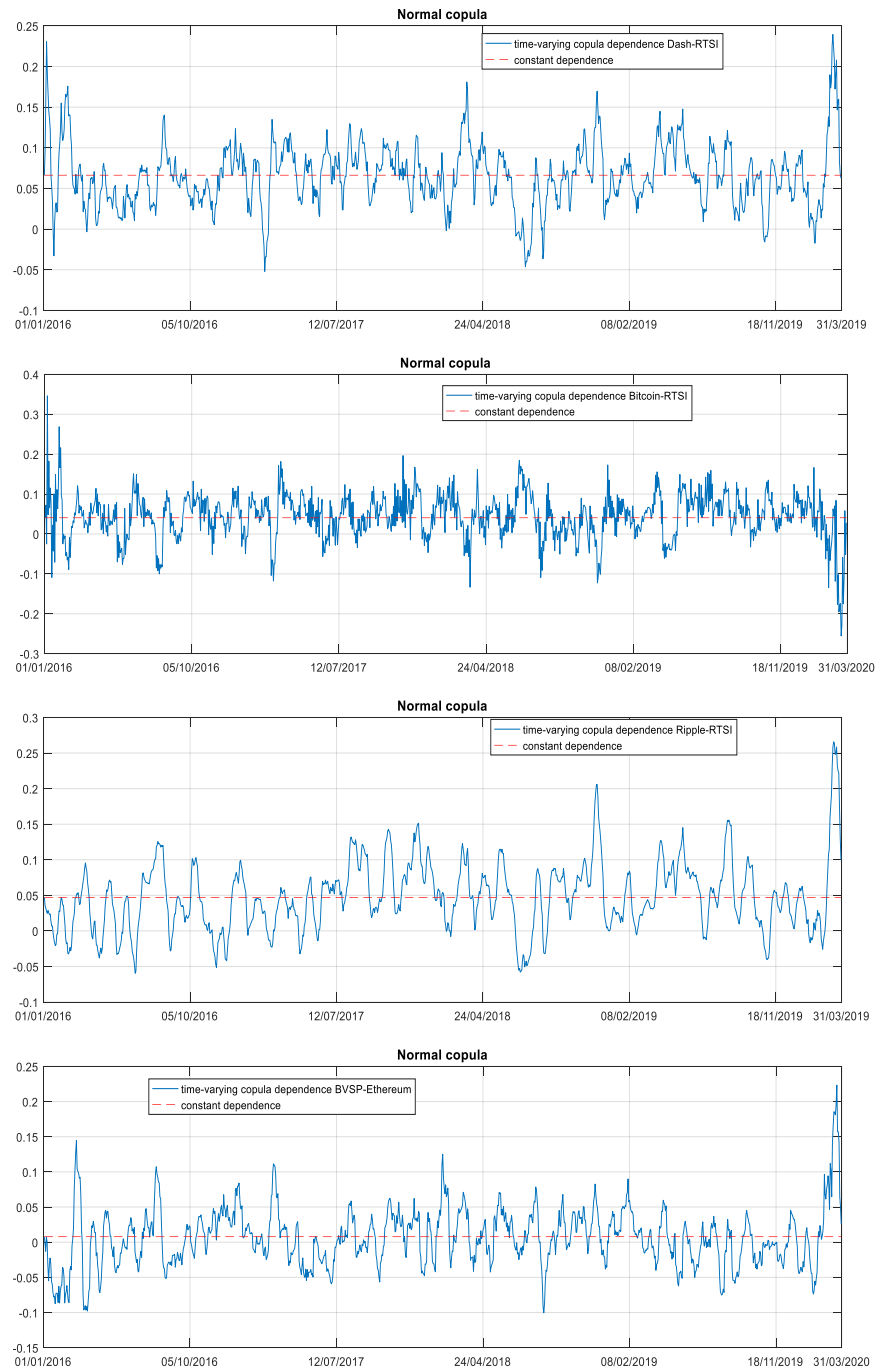 Normal copula
0.25
time-varying copula dependence Dash-RTSI
constant dependence
0.2
0.15
0.1
0.05
0
-0.05
-0.1
01/01/2016 05/10/2016 12/07/2017 24/04/2018 08/02/2019 18/11/2019 31/3/2019
Normal copula
0.4
time-varying copula dependence Bitcoin-RTSI
constant dependence
0.3
0.2
0.1
0
-0.1
-0.2
-0.3
01/01/2016 05/10/2016 12/07/2017 24/04/2018 08/02/2019 18/11/2019 31/03/2020
Normal copula
0.3
time-varying copula dependence Ripple-RTSI
constant dependence
0.25
0.2
0.15
0.1
0.05
0
-0.05
-0.1
01/01/2016 05/10/2016 12/07/2017 24/04/2018 08/02/2019 18/11/2019 31/03/2019
Normal copula
0.25
time-varying copula dependence BVSP-Ethereum
constant dependence
0.2
0.15
0.1
0.05
0
-0.05
-0.1
-0.15
01/01/2016 05/10/2016 12/07/2017 24/04/2018 08/02/2019 18/11/2019 31/03/2020